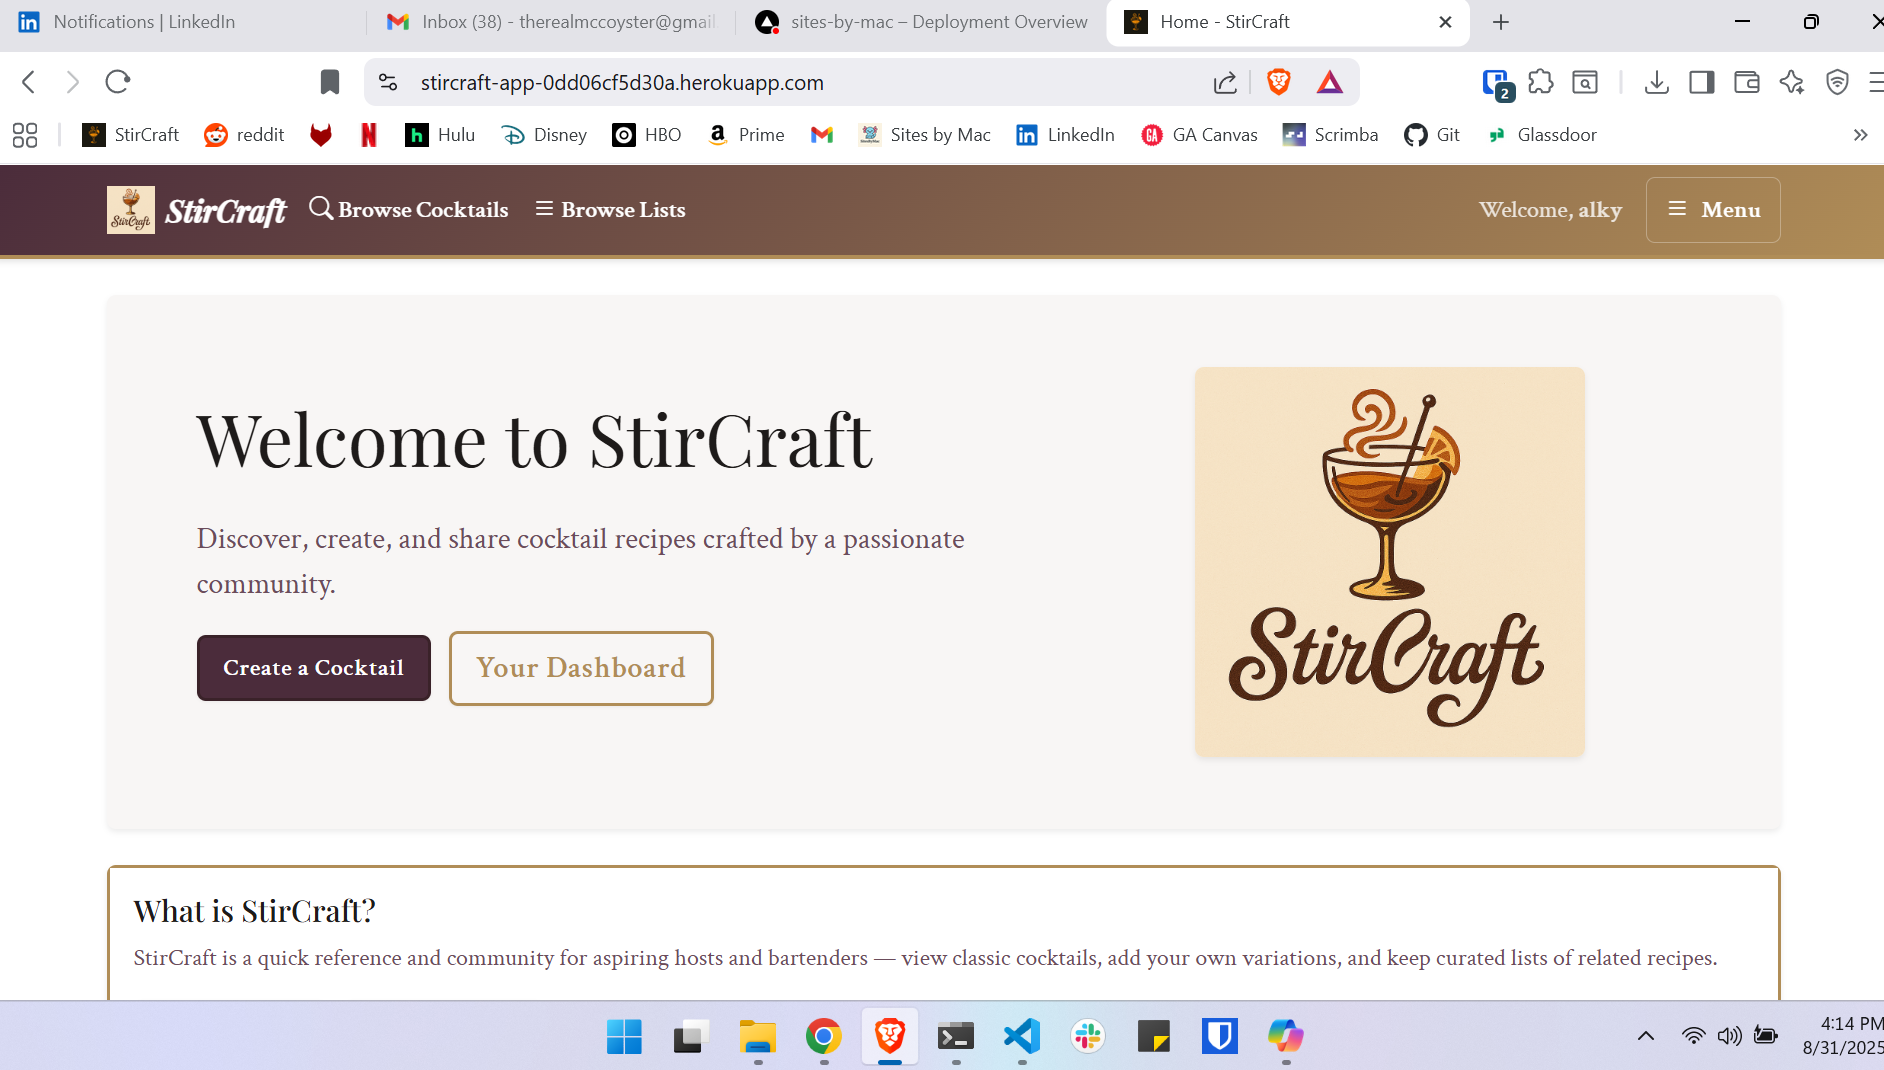 Notifications | LinkedIn
Inbox (38) - therealmccoyster@gmail
sites-by-mac – Deployment Overview
Home - StirCraft
stircraft-app-0dd06cf5d30a.herokuapp.com
2
StirCraft
reddit
N
h Hulu
Disney
HBO
a Prime
Sites by Mac
in LinkedIn
GA GA Canvas
Scrimba
Git
Glassdoor
StirCraft
StirCraft
Browse Cocktails
Browse Lists
Welcome, alky
Menu
Welcome to StirCraft
Discover, create, and share cocktail recipes crafted by a passionate
community.
Create a Cocktail
Your Dashboard
StirCraft
What is StirCraft?
StirCraft is a quick reference and community for aspiring hosts and bartenders — view classic cocktails, add your own variations, and keep curated lists of related recipes.
4:14 PM
8/31/2025